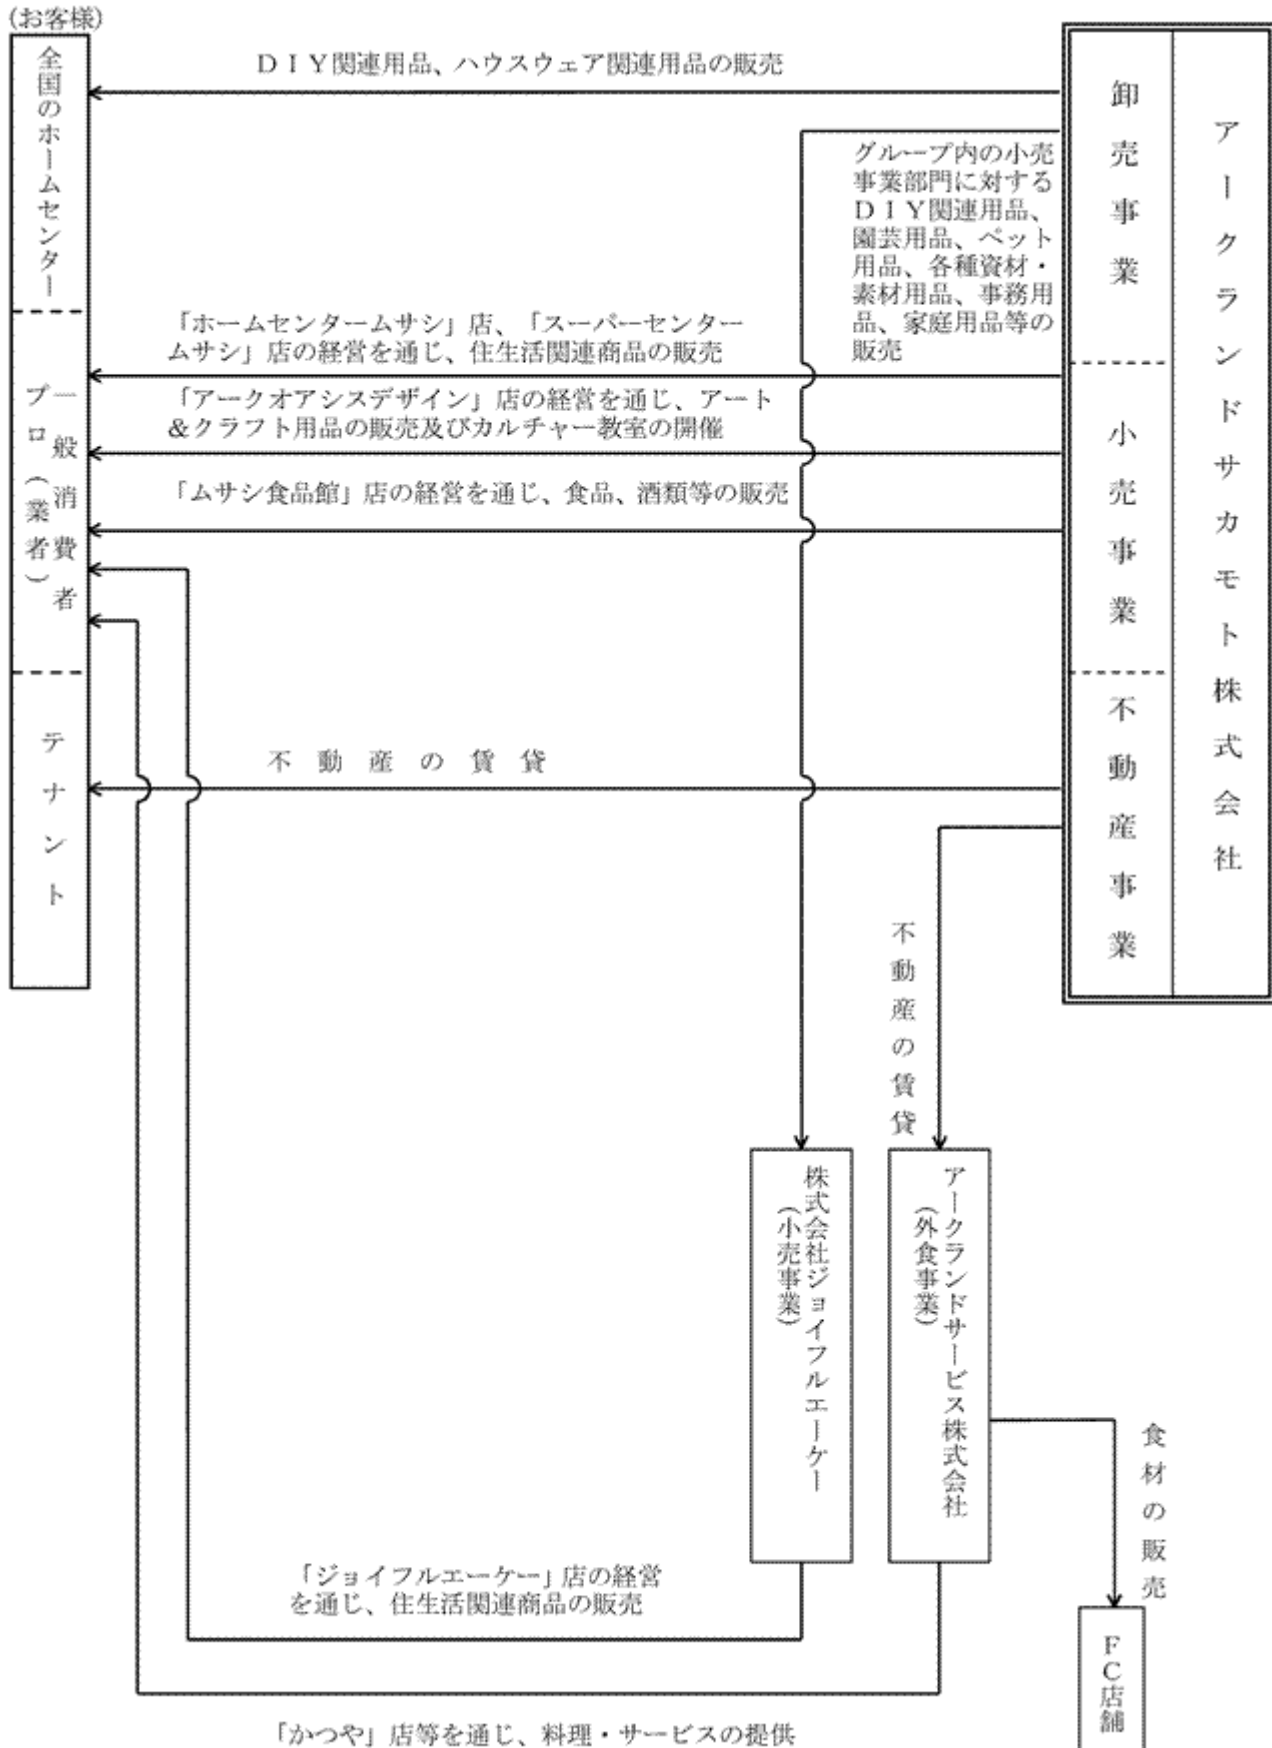 (お客様)
全国のホームセンター
一般消費者
プロ(業者)
テナント
ＤＩＹ関連用品、ハウスウェア関連用品の販売
グループ内の小売
事業部門に対する
ＤＩＹ関連用品、
園芸用品、ペット
用品、各種資材・
素材用品、事務用
品、家庭用品等の
販売
「ホームセンタームサシ」店、「スーパーセンター
ムサシ」店の経営を通じ、住生活関連商品の販売
「アークオアシスデザイン」店の経営を通じ、アート
&クラフト用品の販売及びカルチャー教室の開催
「ムサシ食品館」店の経営を通じ、食品、酒類等の販売
不動産の賃貸
アークランドサカモト株式会社
卸売事業
小売事業
不動産事業
不動産の賃貸
株式会社ジョイフルエーケー
(小売事業)
アークランドサービス株式会社
(外食事業)
食材の販売
ＦＣ店舗
「ジョイフルエーケー」店の経営
を通じ、住生活関連商品の販売
「かつや」店等を通じ、料理・サービスの提供